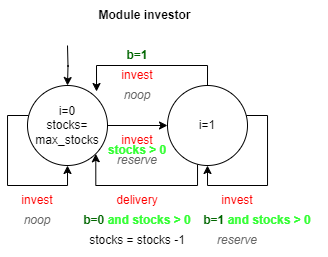 Module investor
b=1
invest
noop
i=0
stocks=
max_stocks
i=1
invest
stocks > 0
reserve
invest
noop
delivery
b=0 and stocks > 0
stocks = stocks -1
invest
b=1 and stocks > 0
reserve